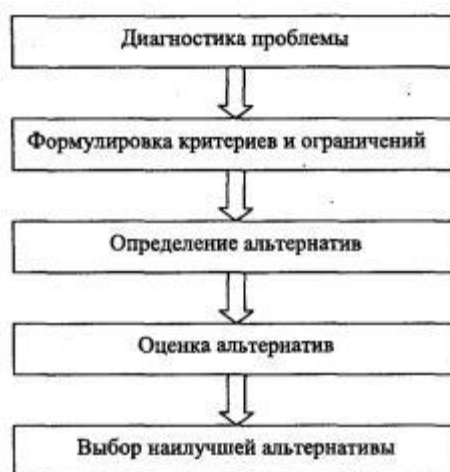 Диагностика проблемы
Формулировка критериев и ограничений
Определение альтернатив
Оценка альтернатив
Выбор наилучшей альтернативы